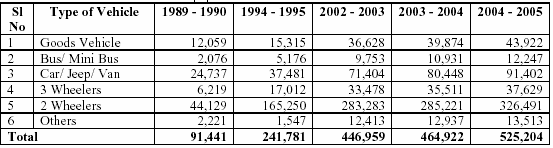 Sl No Type of Vehicle 1989 - 1990 1994 - 1995 2002 - 2003 2003 - 2004 2004 - 2005
1 Goods Vehicle 12,059 15,315 36,628 39,874 43,922
2 Bus/ Mini Bus 2,076 5,176 9,753 10,931 12,247
3 Car/ Jeep/ Van 24,737 37,481 71,404 80,448 91,402
4 3 Wheelers 6,219 17,012 33,478 35,511 37,629
5 2 Wheelers 44,129 165,250 283,283 285,221 326,491
6 Others 2,221 1,547 12,413 12,937 13,513
Total 91,441 241,781 446,959 464,922 525,204